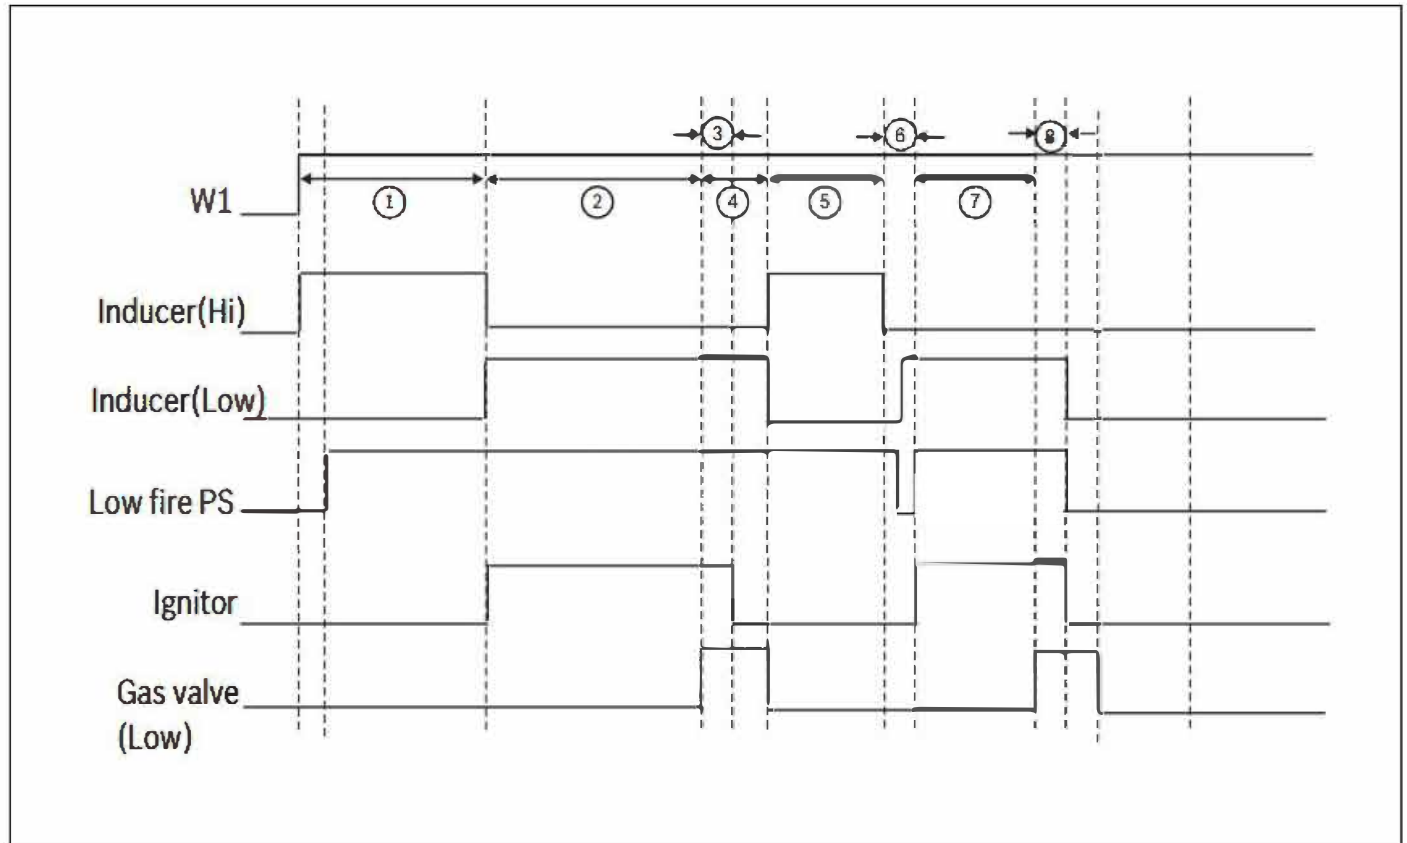 3
6
8
W1
1
2
4
5
7
Inducer(Hi)
Inducer(Low)
Low fire PS
Ignitor
Gas valve
(Low)